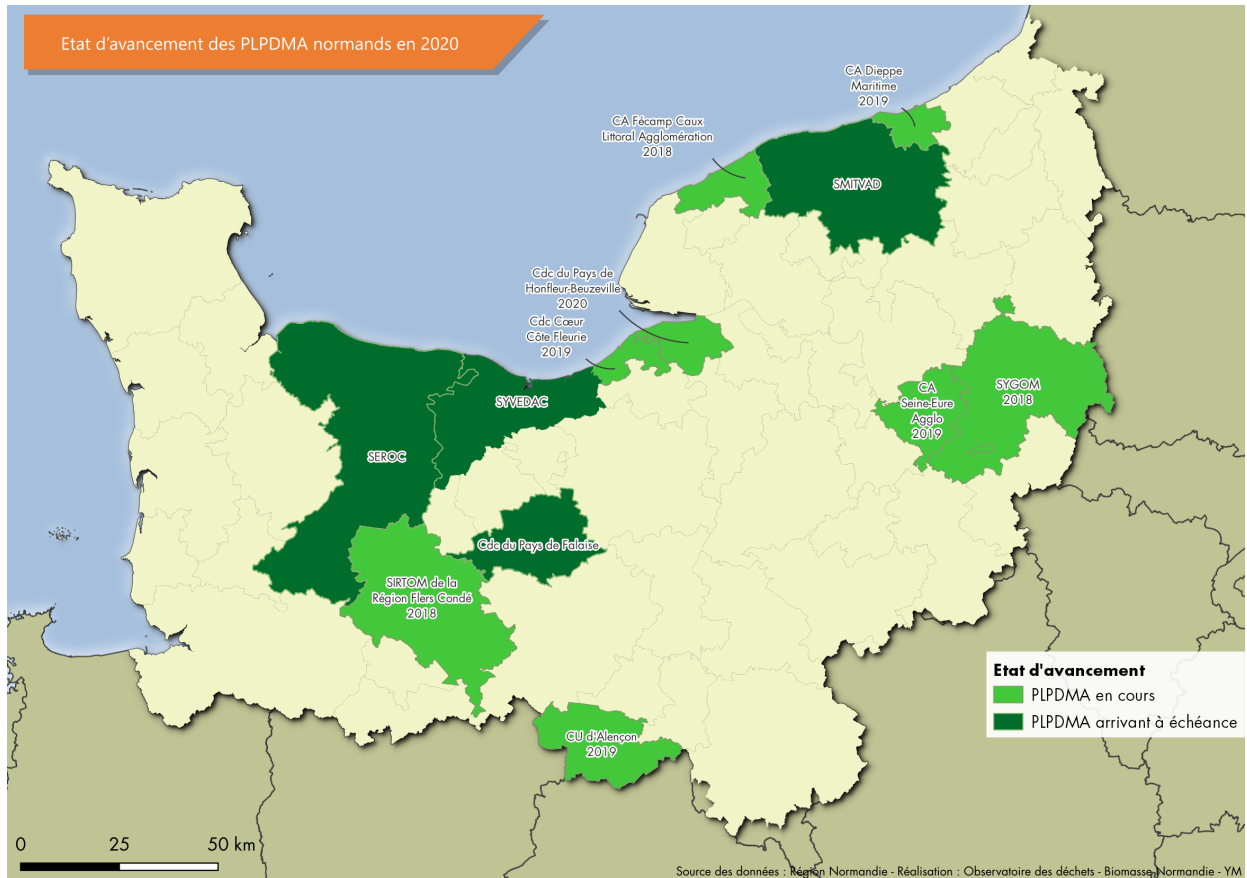 Etat d'avancement des PLPDMA normands en 2020
CA Dieppe
Maritime
2019
CA Fécamp Caux
Littoral Agglomération
2018
SMITVAD
Cdc du Pays de
Honfleur-Beuzeville
2020
Cdc Cœur
Côte Fleurie
2019
SYVEDAC
CA
Seine-Eure
Agglo
2019
SYGOM
2018
SEROC
Cdc du Pays de Falaise
SIRTOM de la
Région Flers Condé
2018
CU d'Alençon
2019
Etat d'avancement
PLPDMA en cours
PLPDMA arrivant à échéance
0 25 50 km
Source des données : Région Normandie - Réalisation : Observatoire des déchets - Biomasse Normandie - YM